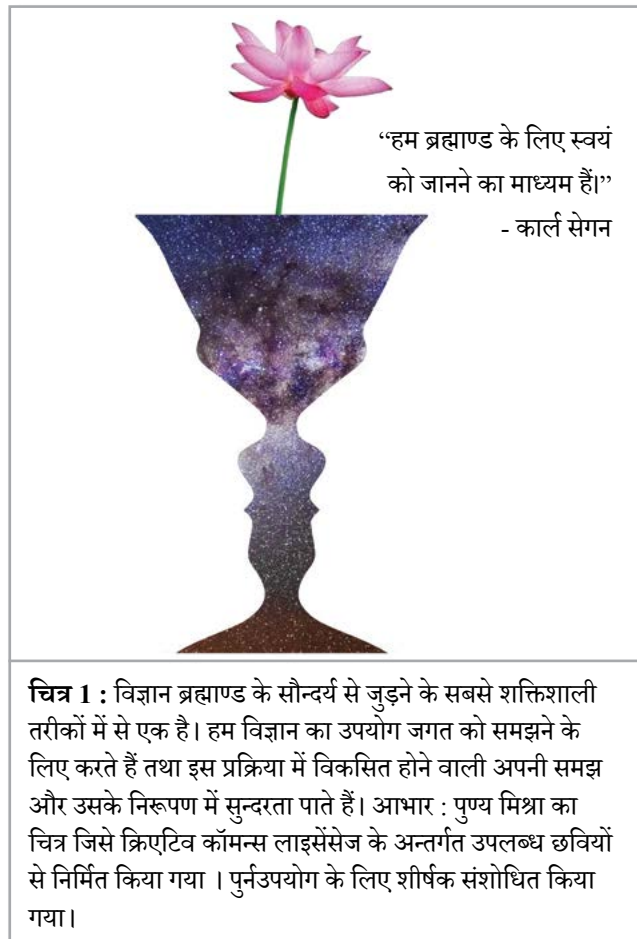 “हम ब्रह्माण्ड के लिए स्वयं
को जानने का माध्यम हैं।”
- कार्ल सेगन
चित्र 1 : विज्ञान ब्रह्माण्ड के सौन्दर्य से जुड़ने के सबसे शक्तिशाली
तरीकों में से एक है। हम विज्ञान का उपयोग जगत को समझने के
लिए करते हैं तथा इस प्रक्रिया में विकसित होने वाली अपनी समझ
और उसके निरूपण में सुन्दरता पाते हैं। आभार : पुण्य मिश्रा का
चित्र जिसे क्रिएटिव कॉमन्स लाइसेंसेज के अन्तर्गत उपलब्ध छवियों
से निर्मित किया गया । पुर्नउपयोग के लिए शीर्षक संशोधित किया
गया।